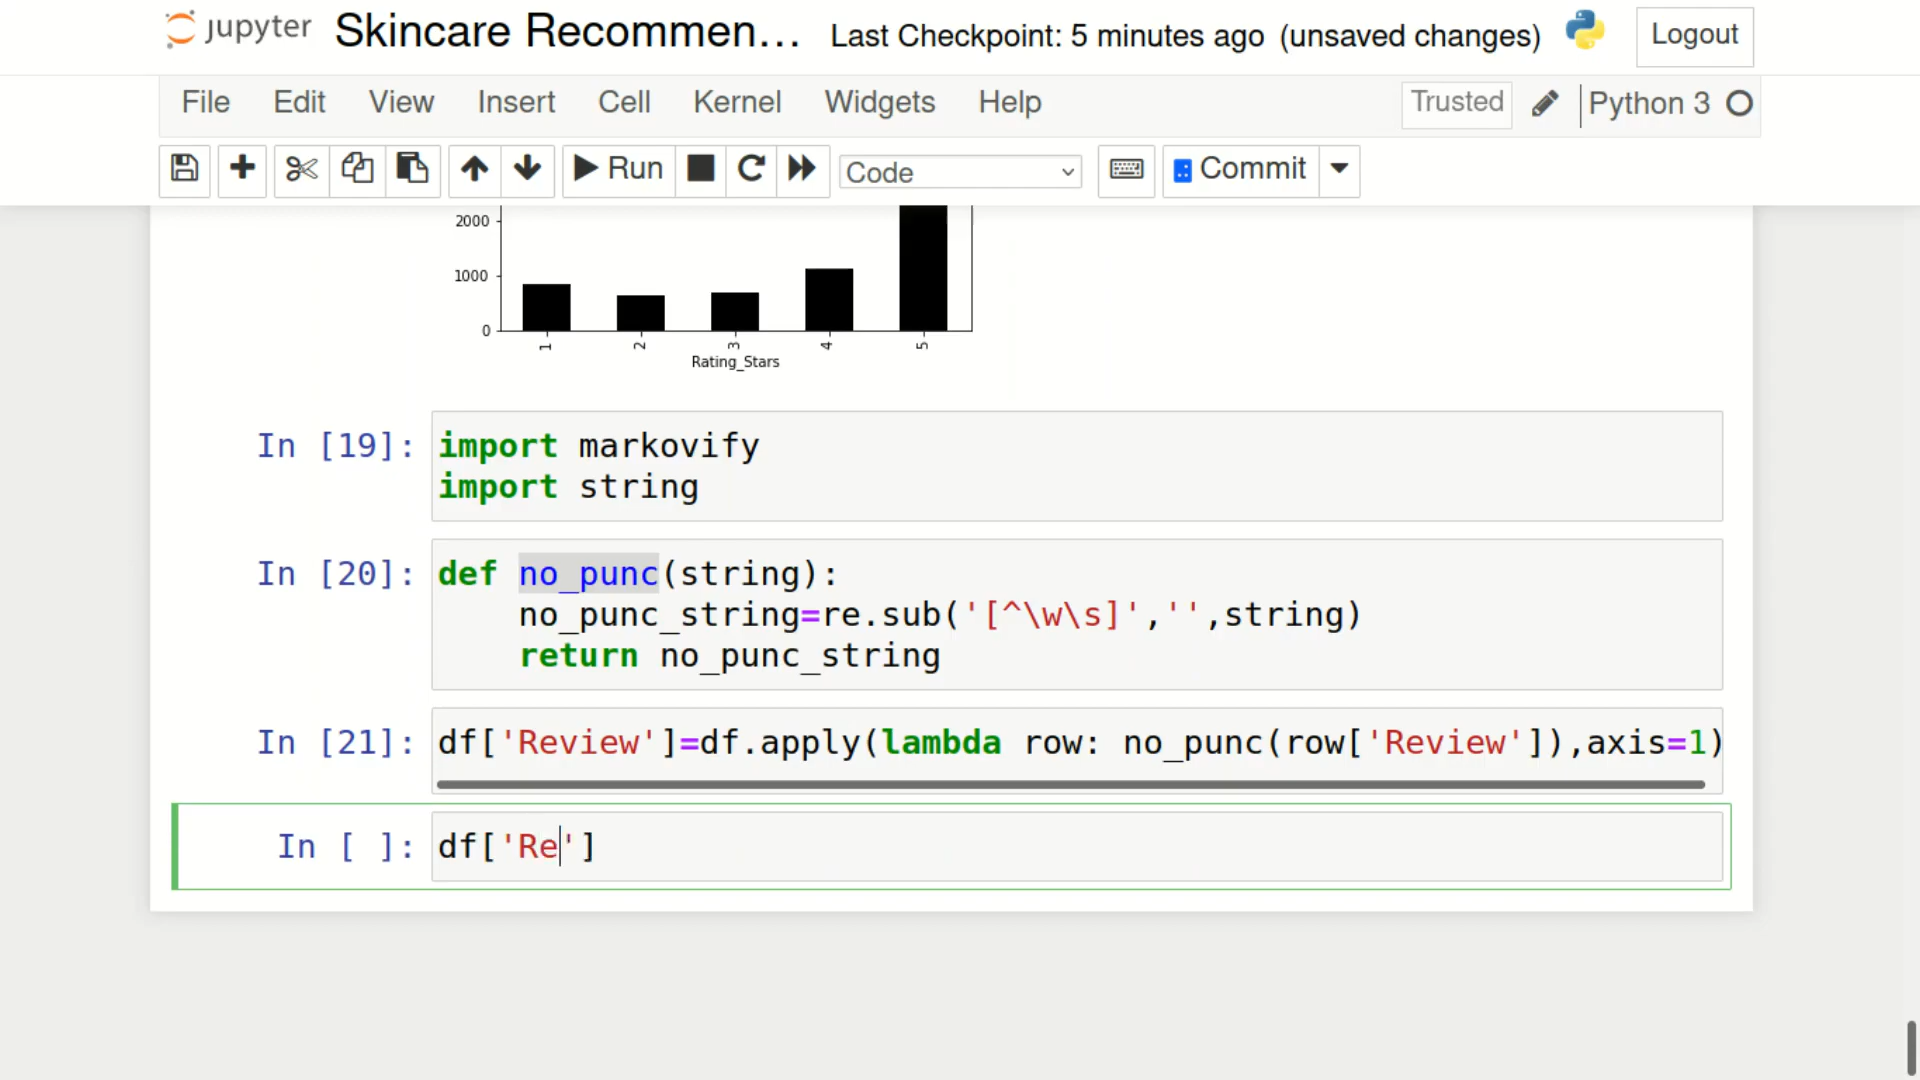 jupyter Skincare Recommen... Last Checkpoint: 5 minutes ago (unsaved changes) Logout
File Edit View Insert Cell Kernel Widgets Help Trusted Python 3
Run Code Commit
2000
1000
0
1 2 3 4 5
Rating_Stars
In [19]: import markovify
import string
In [20]: def no_punc(string):
no_punc_string=re.sub('[^\w\s]','',string)
return no_punc_string
In [21]: df['Review']=df.apply(lambda row: no_punc(row['Review']),axis=1)
In [ ]: df['Re']